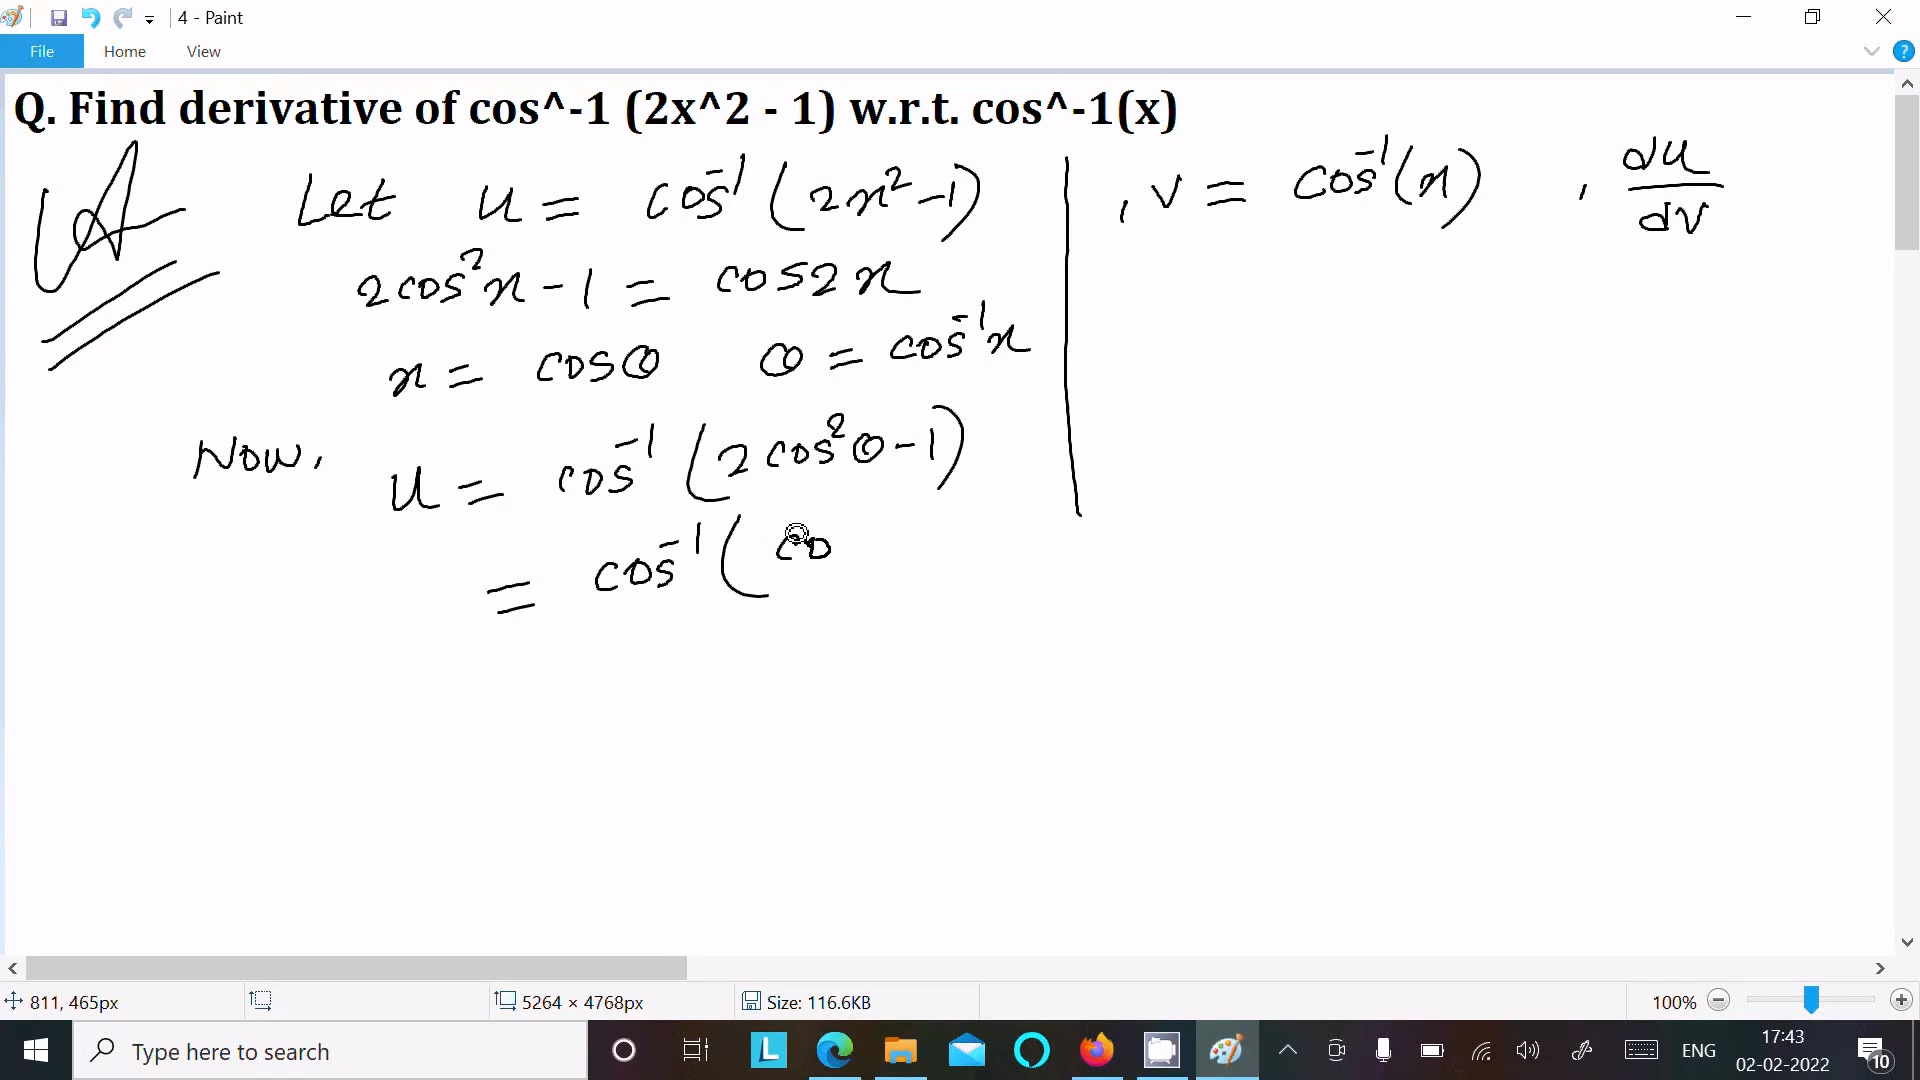 4 - Paint
File Home View
Q. Find derivative of cos^-1 (2x^2 - 1) w.r.t. cos^-1(x)
Let u = cos⁻¹ (2x² - 1) , v = cos⁻¹(x) , du/dv
2cos²x - 1 = cos2x
x = cosθ θ = cos⁻¹x
Now, u = cos⁻¹ (2cos²θ - 1)
= cos⁻¹ ( co
811, 465px 5264 × 4768px Size: 116.6KB 100%
Type here to search
L
ENG
17:43
02-02-2022
10